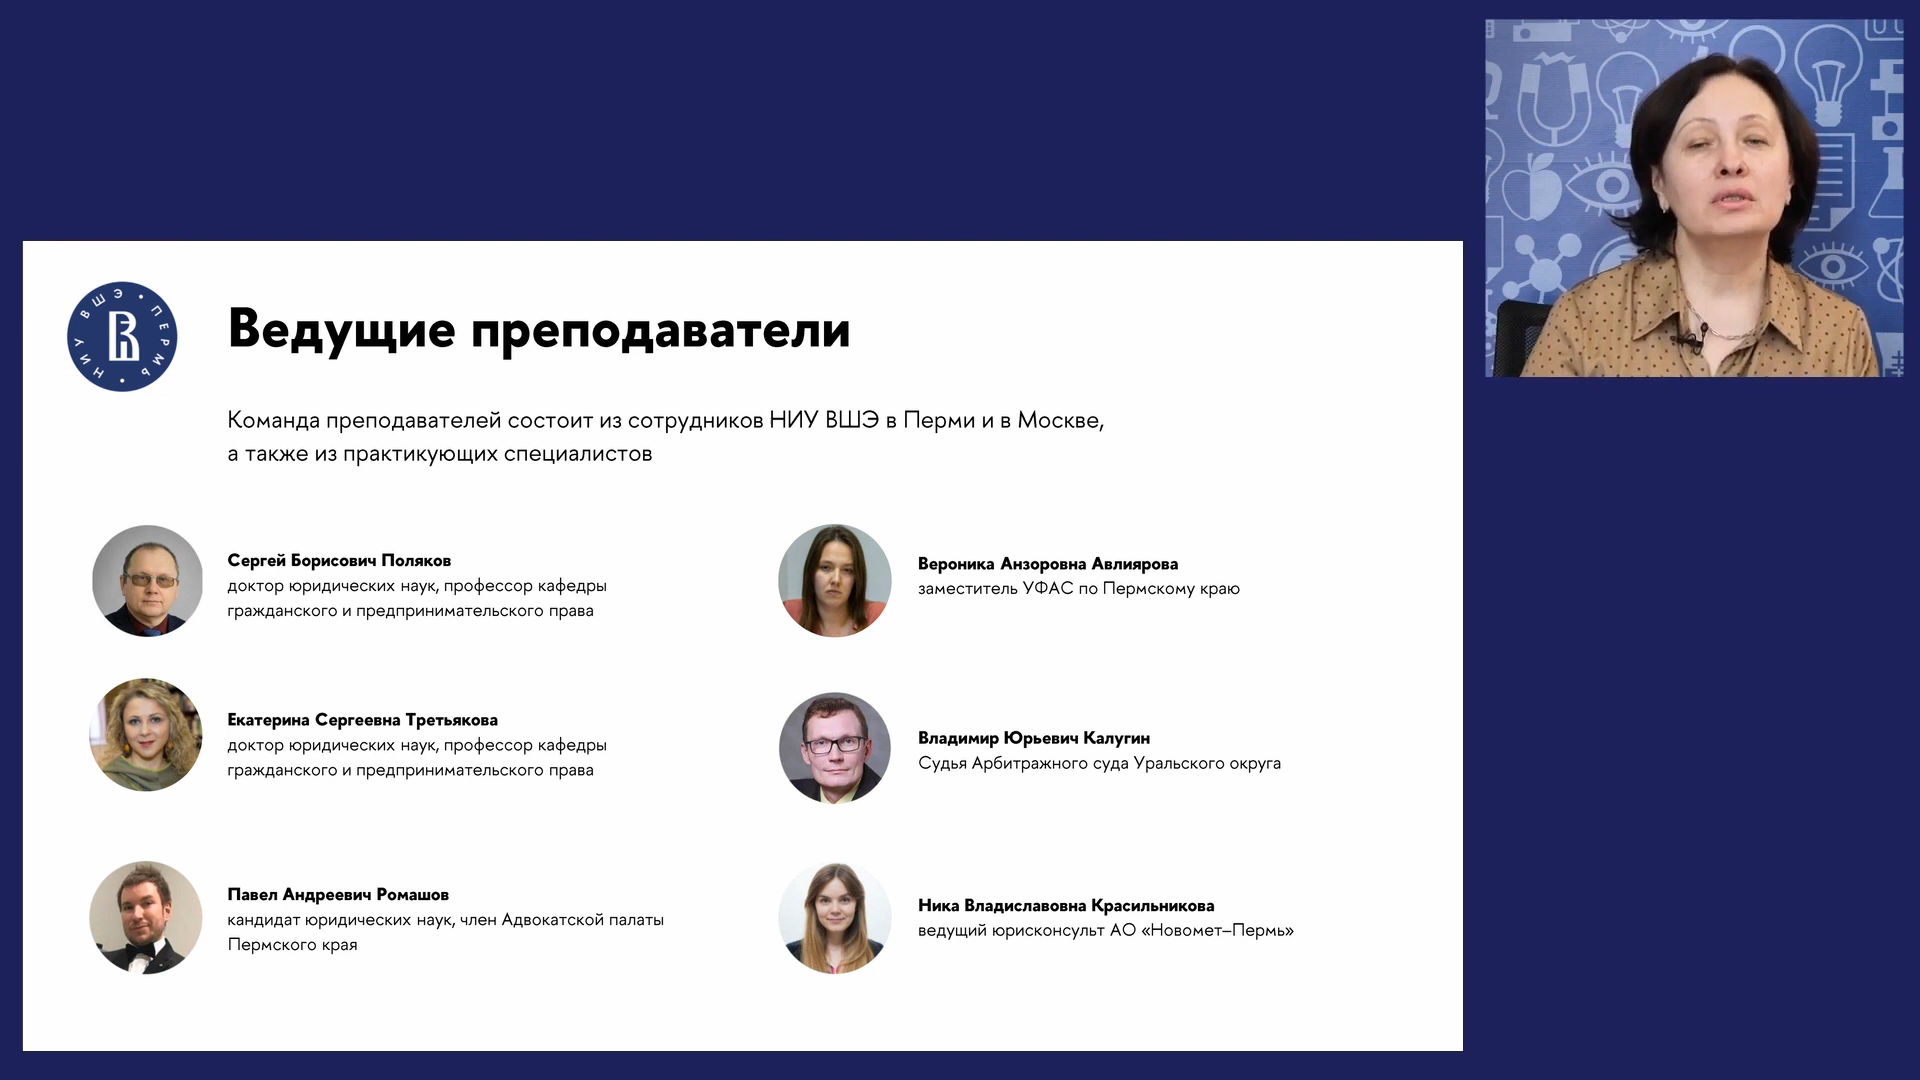 НИУ ВШЭ • ПЕРМЬ •
Ведущие преподаватели
Команда преподавателей состоит из сотрудников НИУ ВШЭ в Перми и в Москве,
а также из практикующих специалистов
Сергей Борисович Поляков
доктор юридических наук, профессор кафедры
гражданского и предпринимательского права
Екатерина Сергеевна Третьякова
доктор юридических наук, профессор кафедры
гражданского и предпринимательского права
Павел Андреевич Ромашов
кандидат юридических наук, член Адвокатской палаты
Пермского края
Вероника Анзоровна Авлиярова
заместитель УФАС по Пермскому краю
Владимир Юрьевич Калугин
Судья Арбитражного суда Уральского округа
Ника Владиславовна Красильникова
ведущий юрисконсульт АО «Новомет–Пермь»